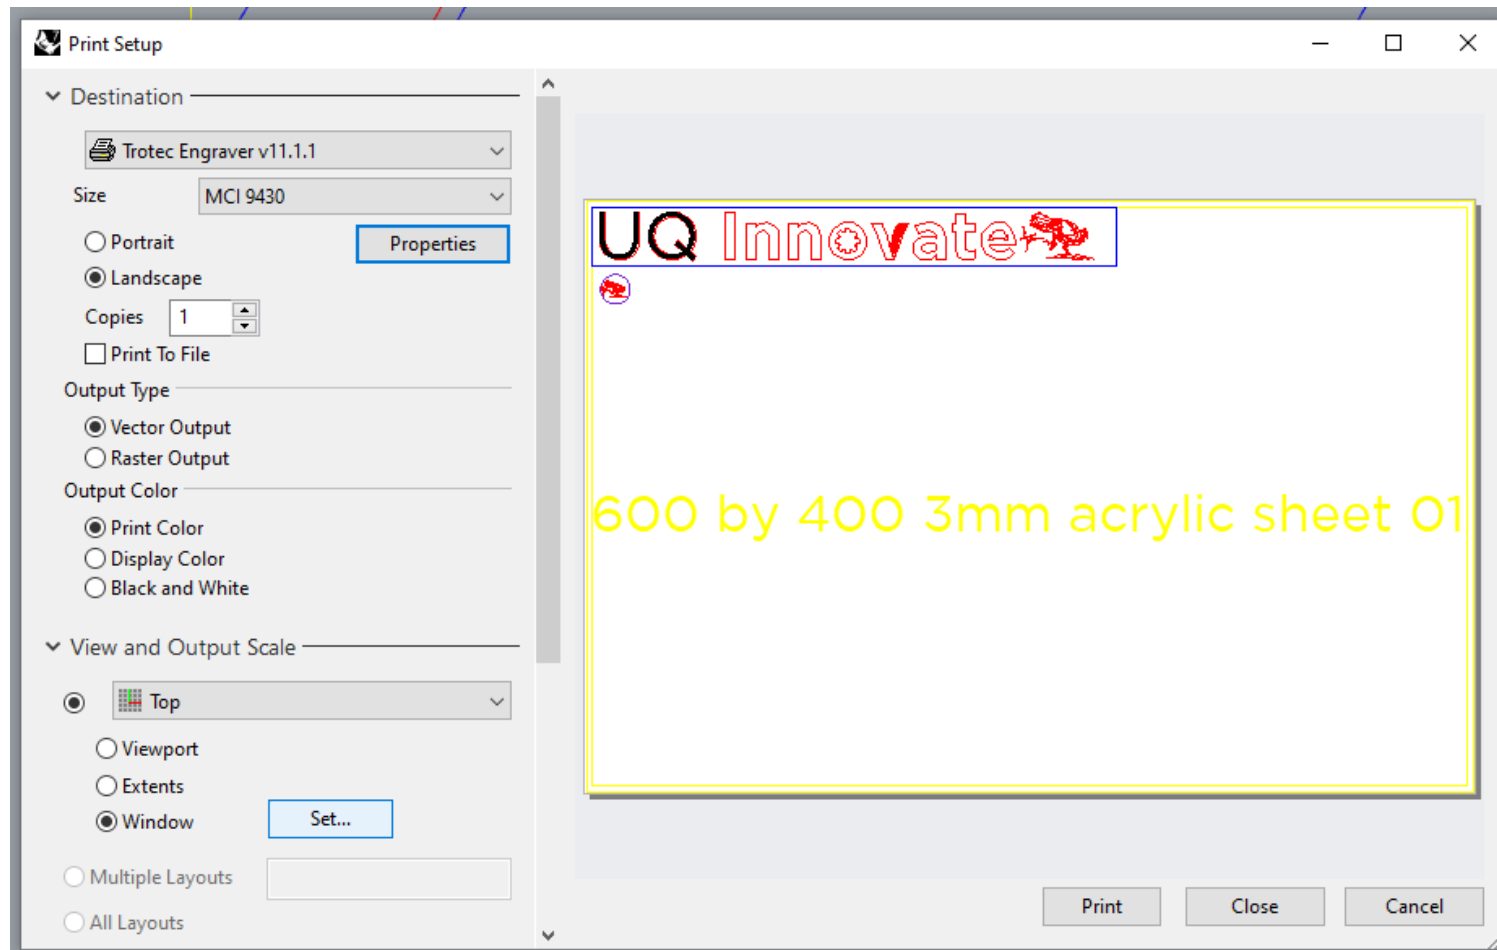 Print Setup
Destination
Trotec Engraver v11.1.1
Size MCI 9430
Portrait
Properties
Landscape
Copies 1
Print To File
Output Type
Vector Output
Raster Output
Output Color
Print Color
Display Color
Black and White
View and Output Scale
Top
Viewport
Extents
Window Set...
Multiple Layouts
All Layouts
UQ Innovate
600 by 400 3mm acrylic sheet 01
Print Close Cancel